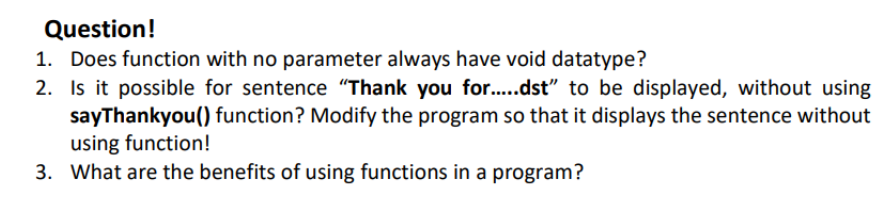 Question!
1. Does function with no parameter always have void datatype?
2. Is it possible for sentence “Thank you for.....dst” to be displayed, without using
sayThankyou() function? Modify the program so that it displays the sentence without
using function!
3. What are the benefits of using functions in a program?